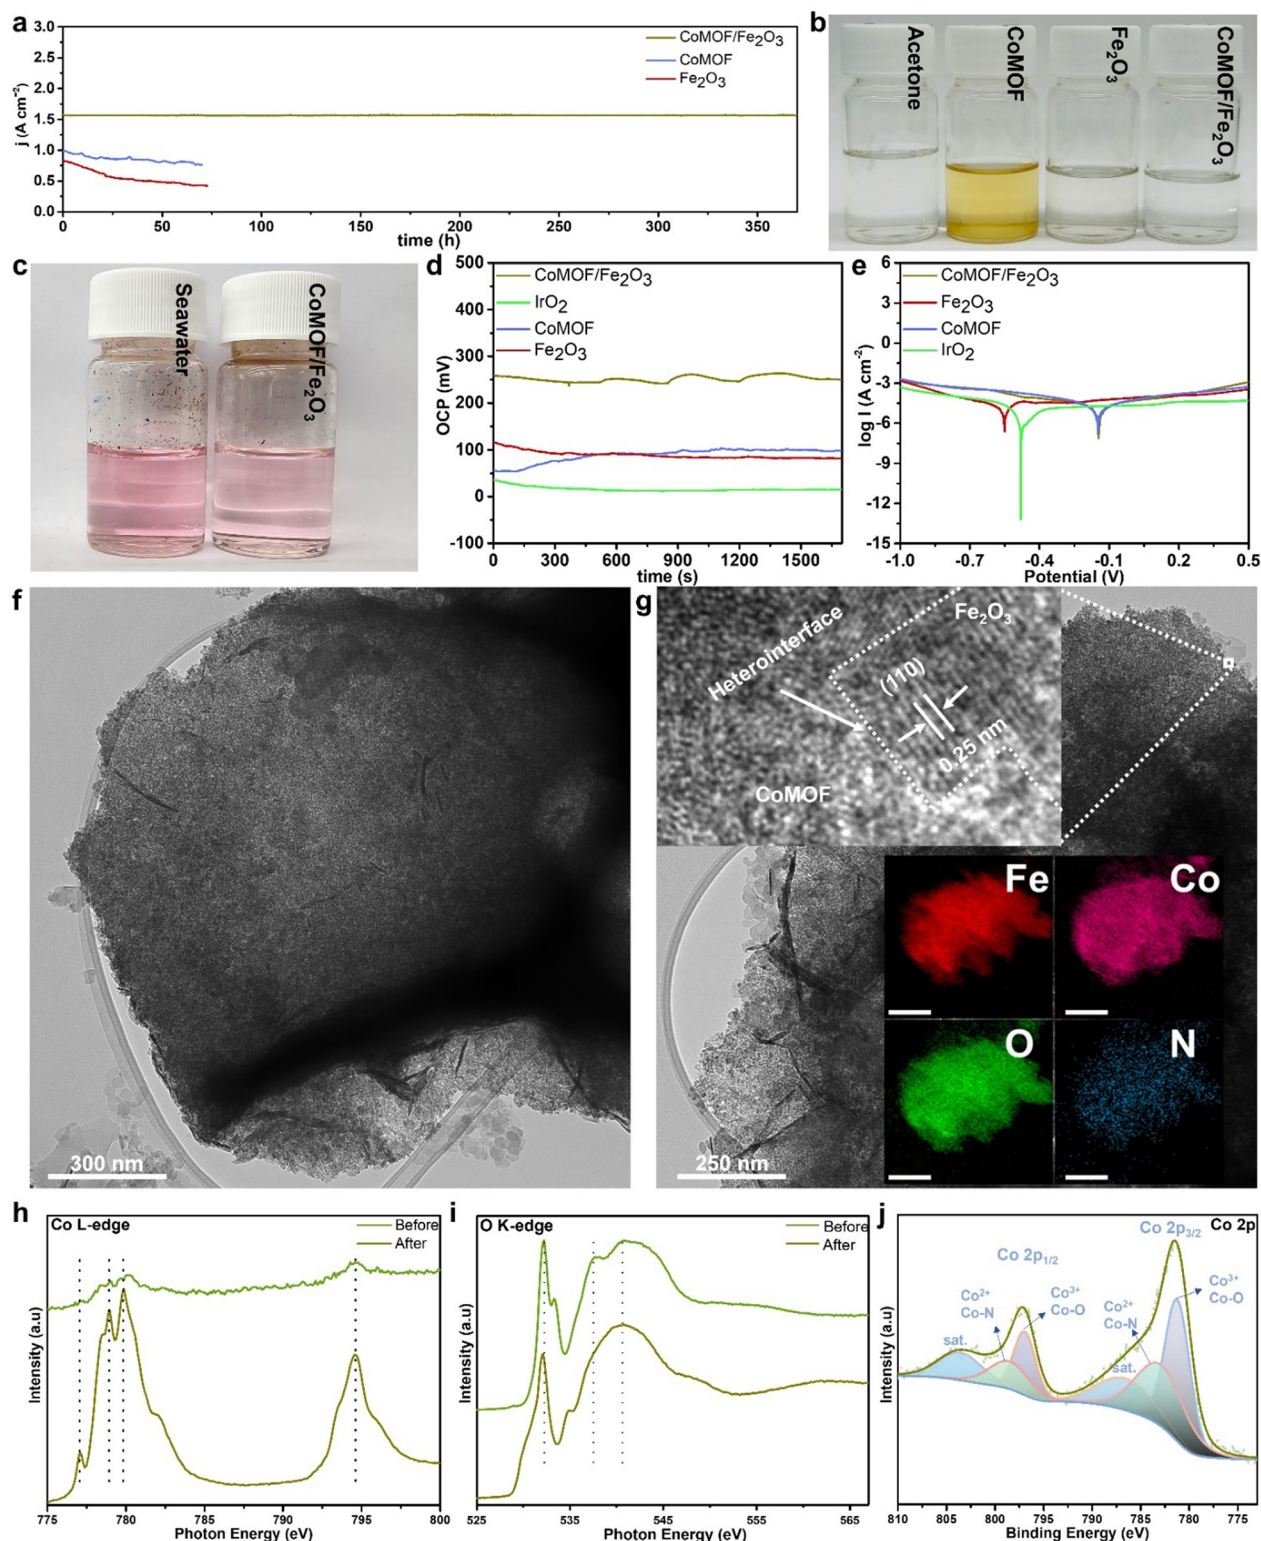 a
3.0
2.5
2.0
1.5
1.0
0.5
0.0
j (A cm⁻²)
CoMOF/Fe₂O₃
CoMOF
Fe₂O₃
0 50 100 150 200 250 300 350
time (h)
b
Acetone
CoMOF
Fe₂O₃
CoMOF/Fe₂O₃
c
Seawater
CoMOF/Fe₂O₃
d
500
400
300
200
100
0
-100
OCP (mV)
CoMOF/Fe₂O₃
IrO₂
CoMOF
Fe₂O₃
0 300 600 900 1200 1500
time (s)
e
6
3
0
-3
-6
-9
-12
-15
log I (A cm⁻²)
CoMOF/Fe₂O₃
Fe₂O₃
CoMOF
IrO₂
-1.0 -0.7 -0.4 -0.1 0.2 0.5
Potential (V)
f
300 nm
g
Fe₂O₃
Heterointerface
(110)
0.25 nm
CoMOF
Fe
Co
O
N
250 nm
h
Co L-edge
Before
After
Intensity (a.u)
775 780 785 790 795 800
Photon Energy (eV)
i
O K-edge
Before
After
Intensity (a.u)
525 535 545 555 565
Photon Energy (eV)
j
Co 2p
Co 2p₃/₂
Co 2p₁/₂
Co²⁺
Co-N
Co³⁺
Co-O
Co²⁺
Co-N
Co³⁺
Co-O
sat.
sat.
Intensity (a.u)
810 805 800 795 790 785 780 775
Binding Energy (eV)